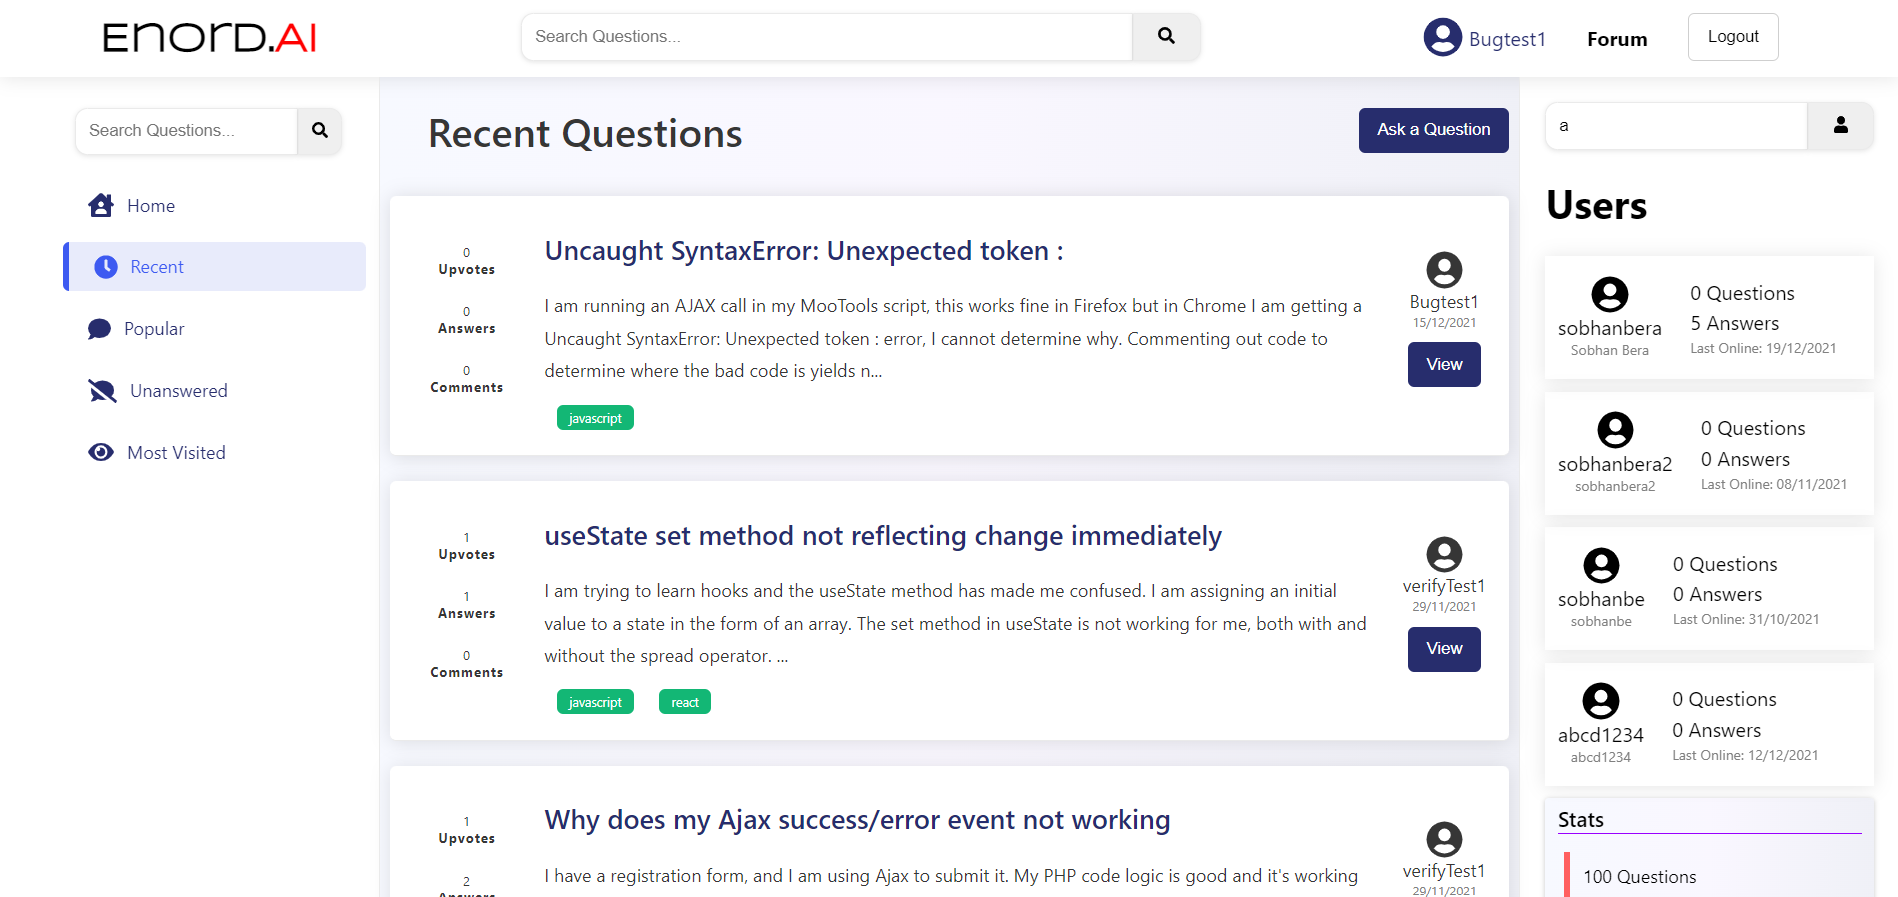 Enord.AI
Search Questions...
Bugtest1
Forum
Logout
Search Questions...
Home
Recent
Popular
Unanswered
Most Visited
Recent Questions
Ask a Question
0
Upvotes
0
Answers
0
Comments
Uncaught SyntaxError: Unexpected token :
I am running an AJAX call in my MooTools script, this works fine in Firefox but in Chrome I am getting a
Uncaught SyntaxError: Unexpected token : error, I cannot determine why. Commenting out code to
determine where the bad code is yields n...
javascript
Bugtest1
15/12/2021
View
1
Upvotes
1
Answers
0
Comments
useState set method not reflecting change immediately
I am trying to learn hooks and the useState method has made me confused. I am assigning an initial
value to a state in the form of an array. The set method in useState is not working for me, both with and
without the spread operator. ...
javascript
react
verifyTest1
29/11/2021
View
1
Upvotes
2
Answers
Why does my Ajax success/error event not working
I have a registration form, and I am using Ajax to submit it. My PHP code logic is good and it's working
verifyTest1
29/11/2021
a
Users
sobhanbera
Sobhan Bera
0 Questions
5 Answers
Last Online: 19/12/2021
sobhanbera2
sobhanbera2
0 Questions
0 Answers
Last Online: 08/11/2021
sobhanbe
sobhanbe
0 Questions
0 Answers
Last Online: 31/10/2021
abcd1234
abcd1234
0 Questions
0 Answers
Last Online: 12/12/2021
Stats
100 Questions